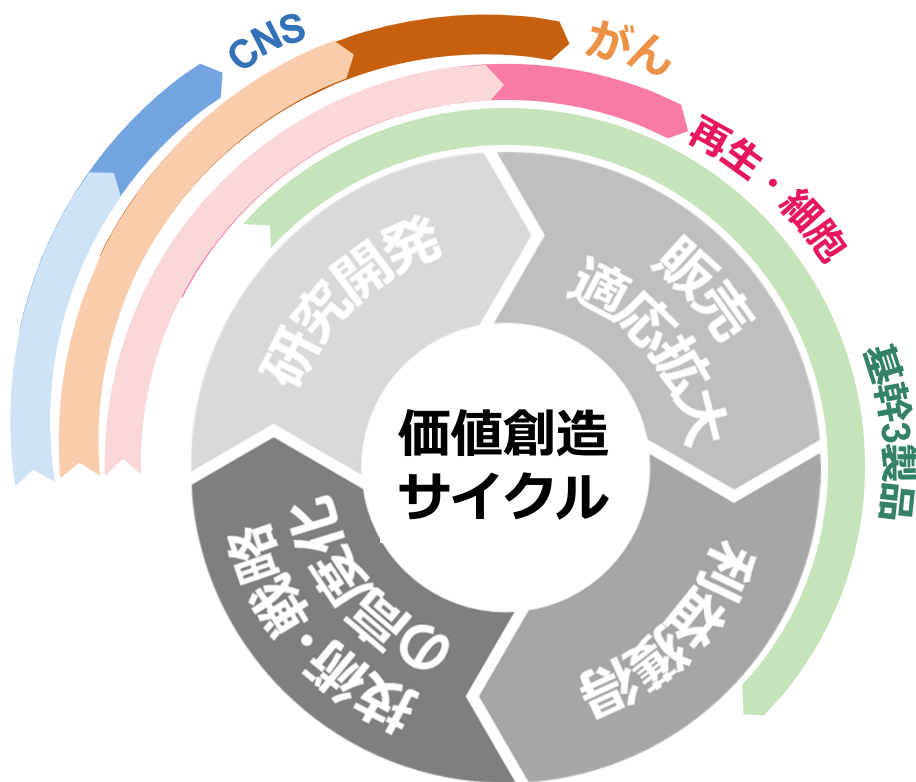 CNS
がん
再生・細胞
基幹3製品
研究開発
販売
適応拡大
利益獲得
技術・戦略
の高度化
価値創造
サイクル